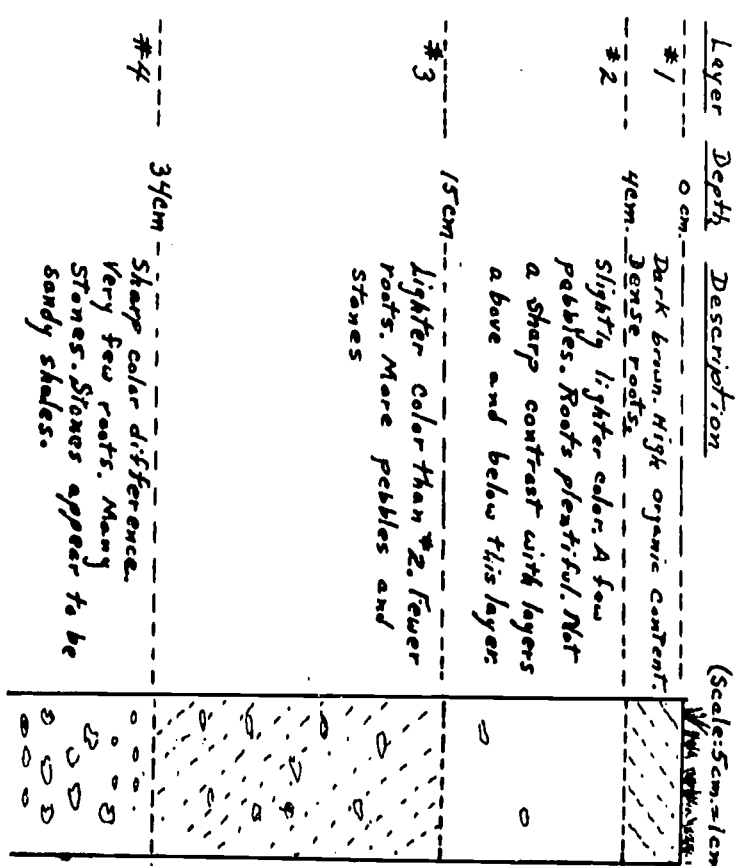 Layer Depth Description (Scale: 5cm. = 1cm
0 cm.
#1 Dark brown. High organic content.
Dense roots.
4cm.
#2 Slightly lighter color. A few
pebbles. Roots plentiful. Not
a sharp contrast with layers
above and below this layer.
15cm
#3 Lighter color than #2. Fewer
roots. More pebbles and
stones
34cm
#4 Sharp color difference.
Very few roots. Many
stones. Stones appear to be
sandy shales.